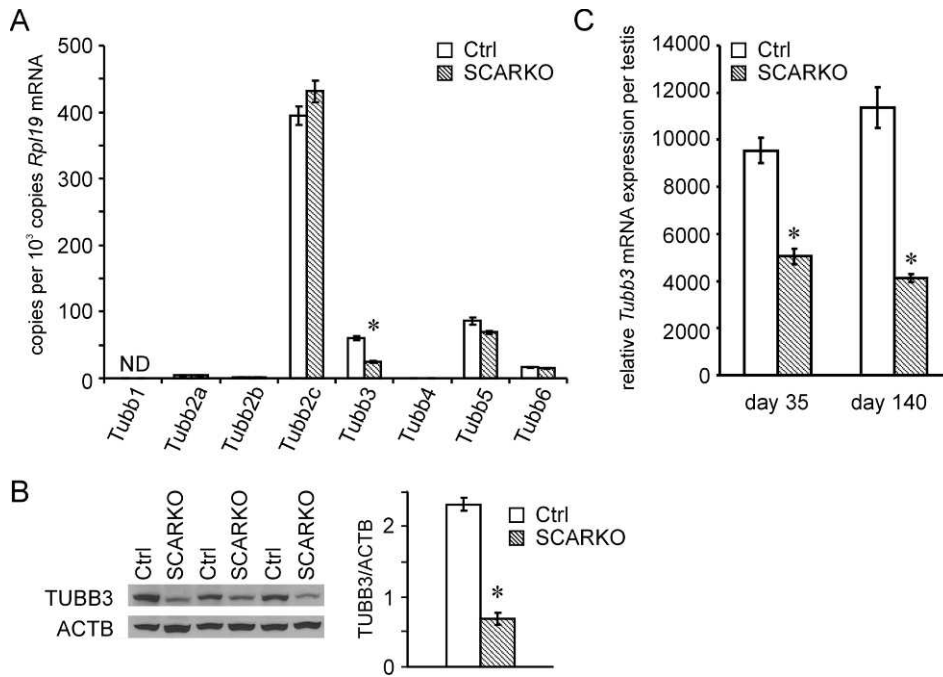 A
copies per 10³ copies Rpl19 mRNA
500
400
300
200
100
0
Ctrl
SCARKO
ND
*
Tubb1
Tubb2a
Tubb2b
Tubb2c
Tubb3
Tubb4
Tubb5
Tubb6
C
relative Tubb3 mRNA expression per testis
14000
12000
10000
8000
6000
4000
2000
0
Ctrl
SCARKO
*
*
day 35
day 140
B
Ctrl
SCARKO
Ctrl
SCARKO
Ctrl
SCARKO
TUBB3
ACTB
TUBB3/ACTB
2
1
0
Ctrl
SCARKO
*